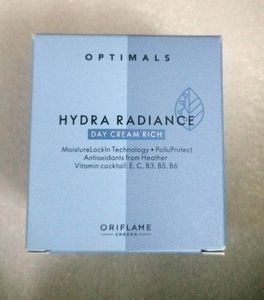 OPTIMALS
HYDRA RADIANCE
DAY CREAM RICH
MoistureLockIn Technology • PolluProtect
Antioxidants from Heather
Vitamin cocktail: E, C, B3, B5, B6
ORIFLAME
SWEDEN